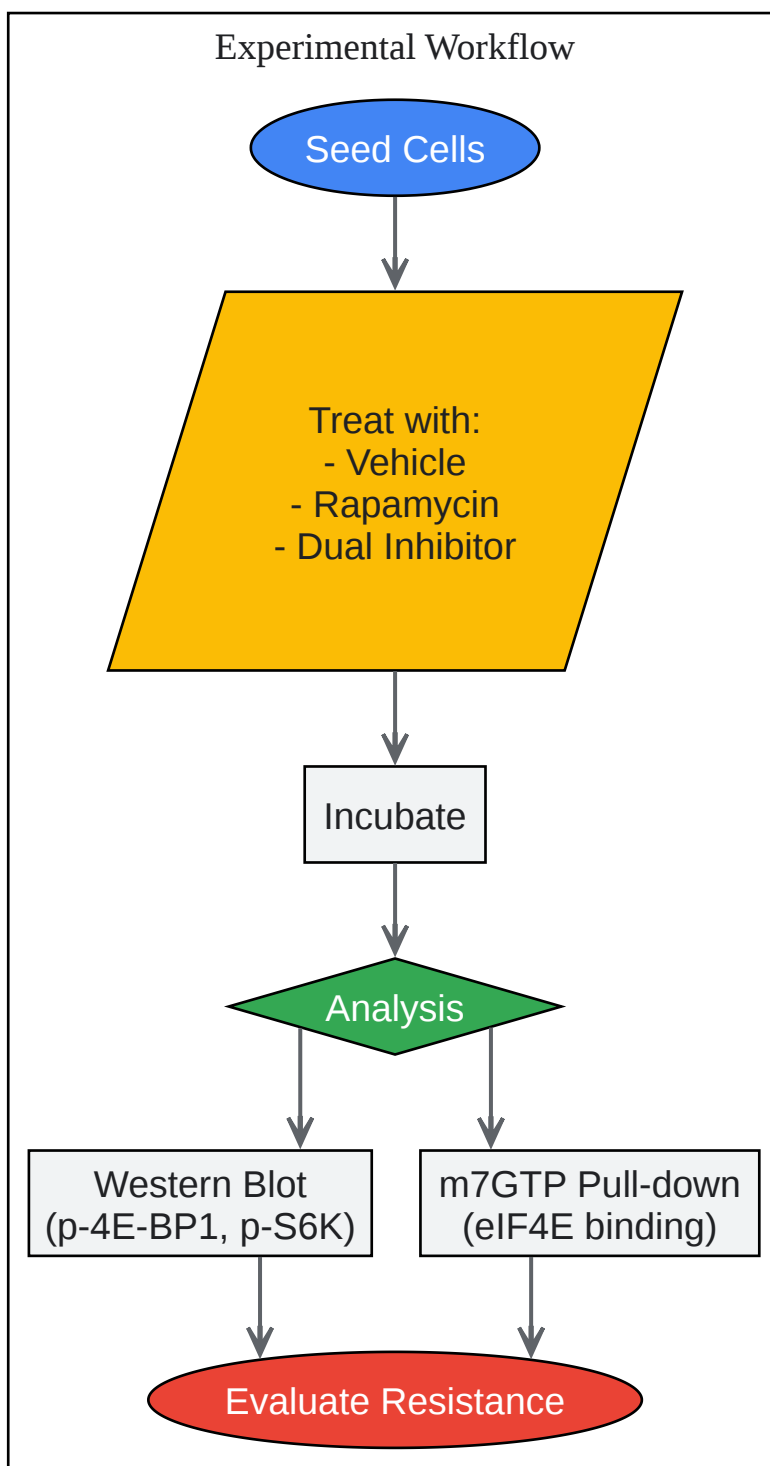 Experimental Workflow
Seed Cells
Treat with:
- Vehicle
- Rapamycin
- Dual Inhibitor
Incubate
Analysis
Western Blot
(p-4E-BP1, p-S6K)
m7GTP Pull-down
(eIF4E binding)
Evaluate Resistance